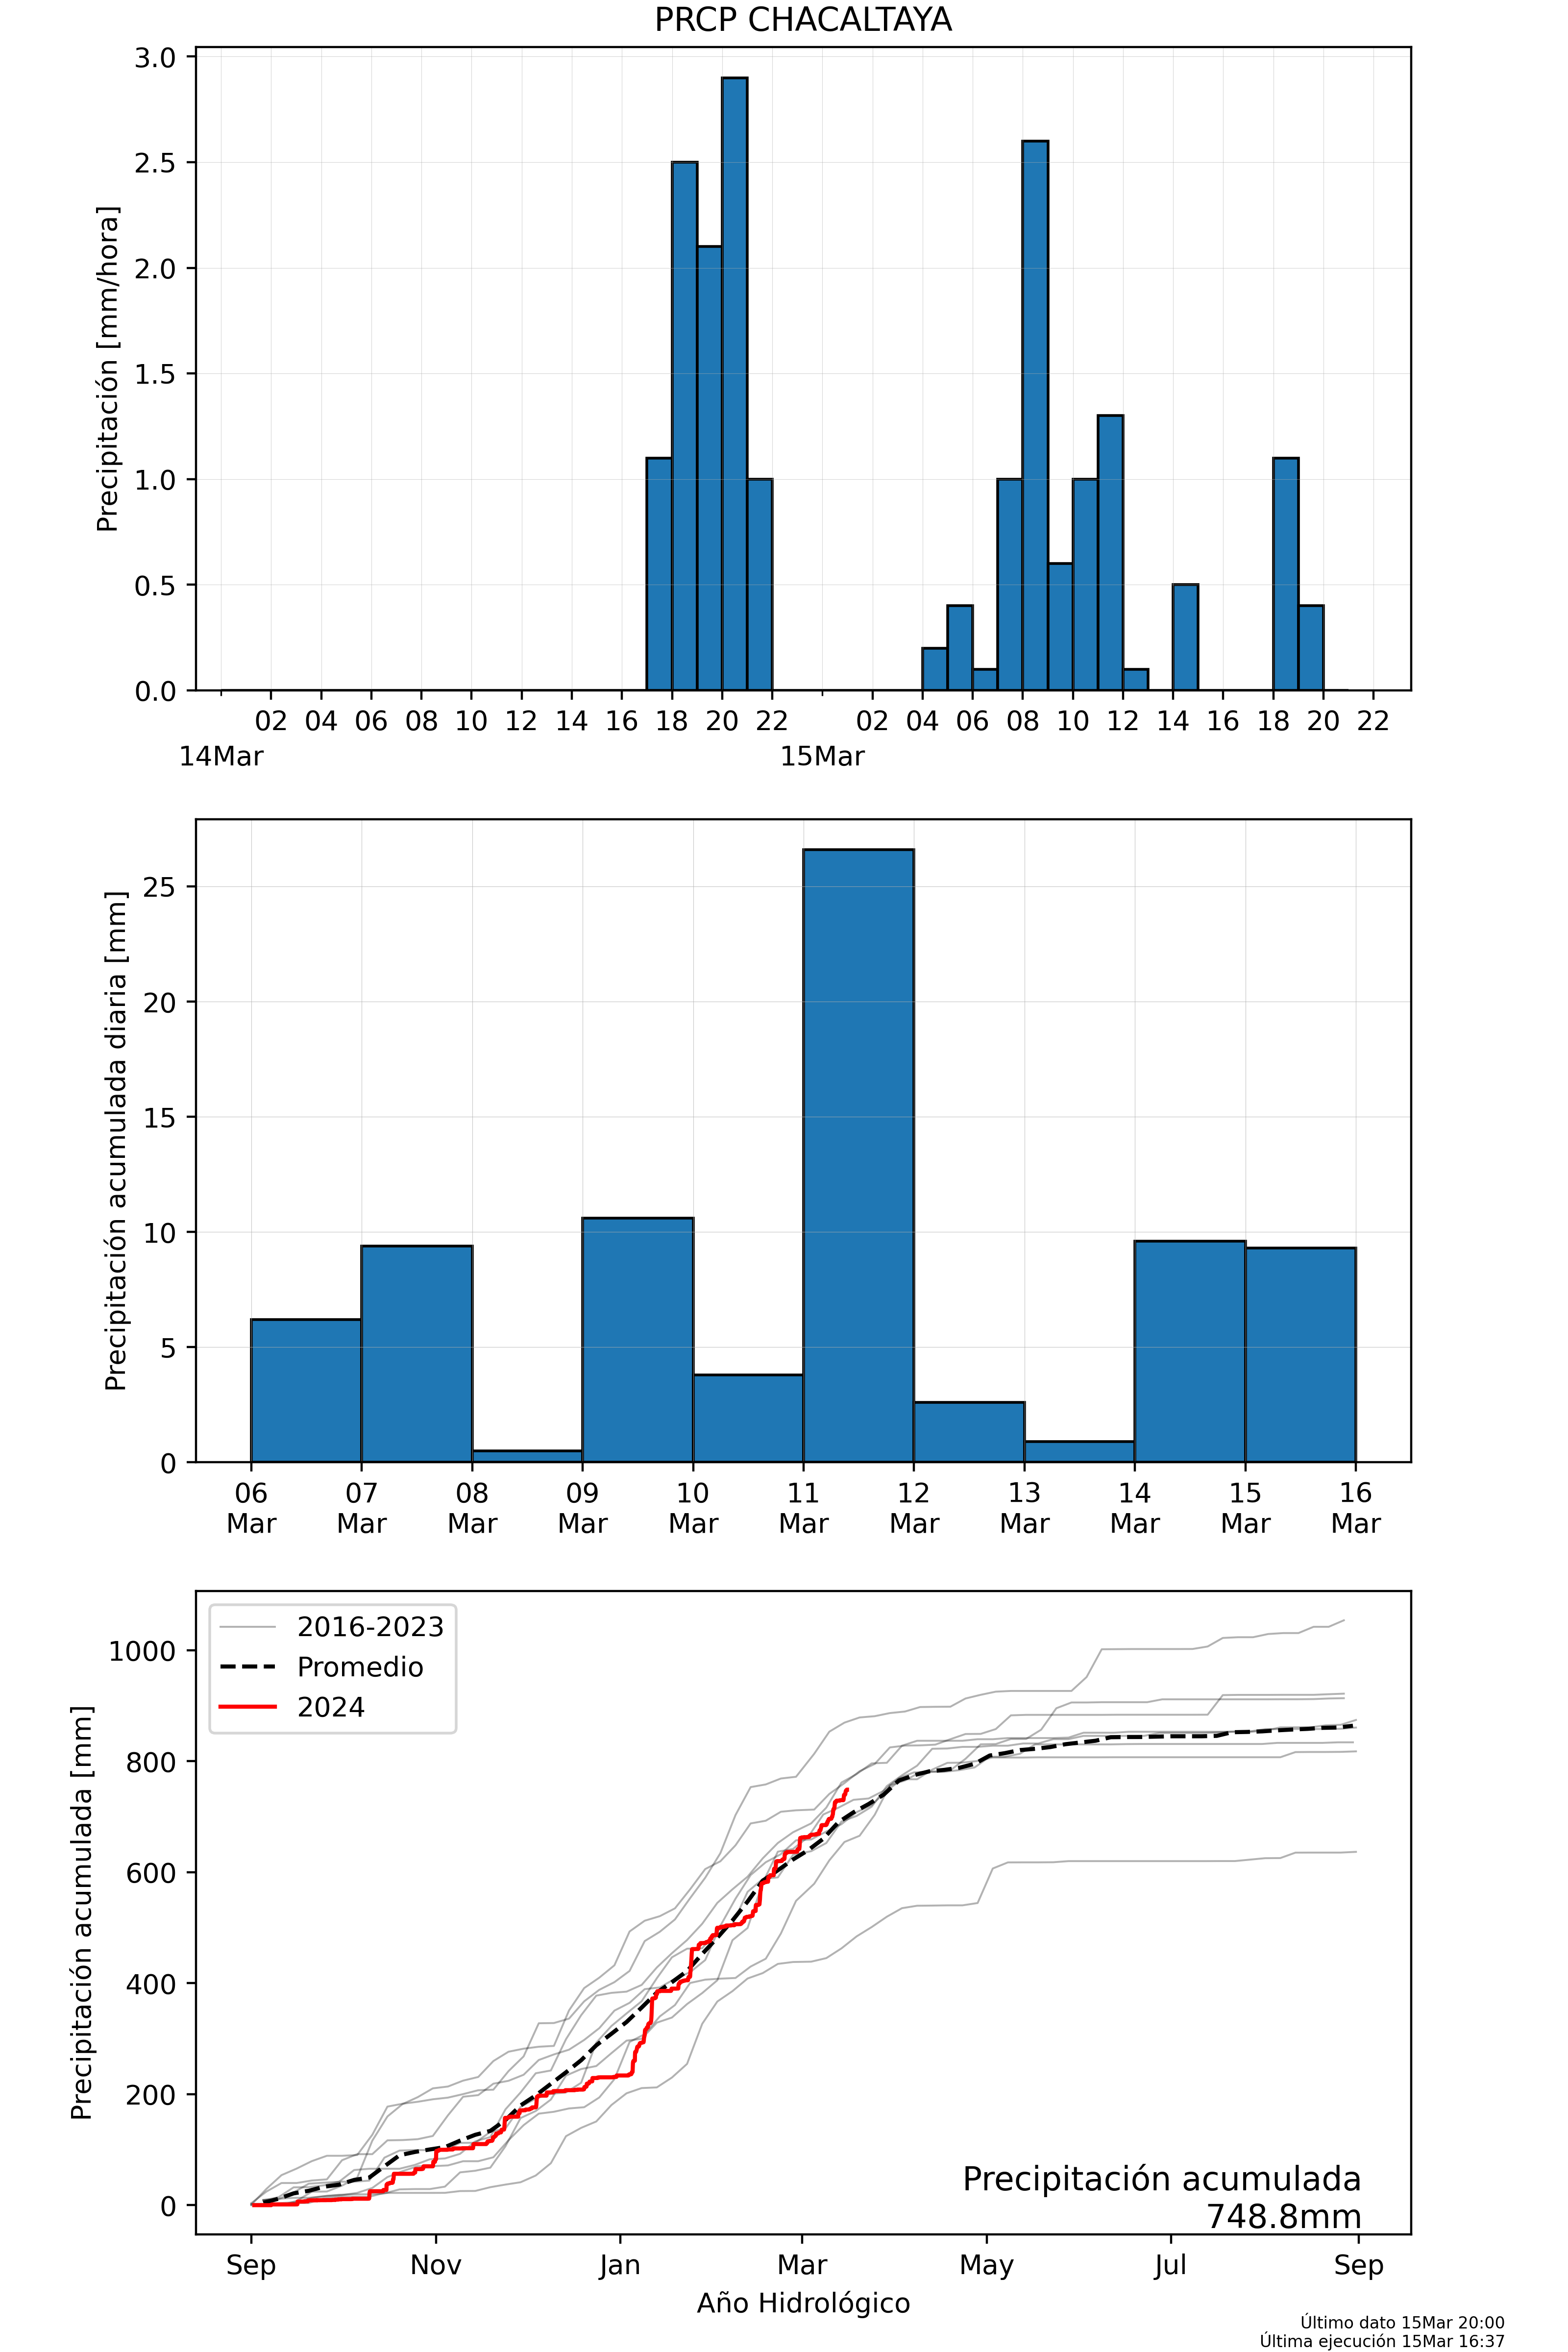 PRCP CHACALTAYA
Precipitación [mm/hora]
3.0
2.5
2.0
1.5
1.0
0.5
0.0
02 04 06 08 10 12 14 16 18 20 22 02 04 06 08 10 12 14 16 18 20 22
14Mar 15Mar
Precipitación acumulada diaria [mm]
25
20
15
10
5
0
06 07 08 09 10 11 12 13 14 15 16
Mar Mar Mar Mar Mar Mar Mar Mar Mar Mar Mar
Precipitación acumulada [mm]
1000
800
600
400
200
0
2016-2023
Promedio
2024
Precipitación acumulada
748.8mm
Sep Nov Jan Mar May Jul Sep
Año Hidrológico
Último dato 15Mar 20:00
Última ejecución 15Mar 16:37